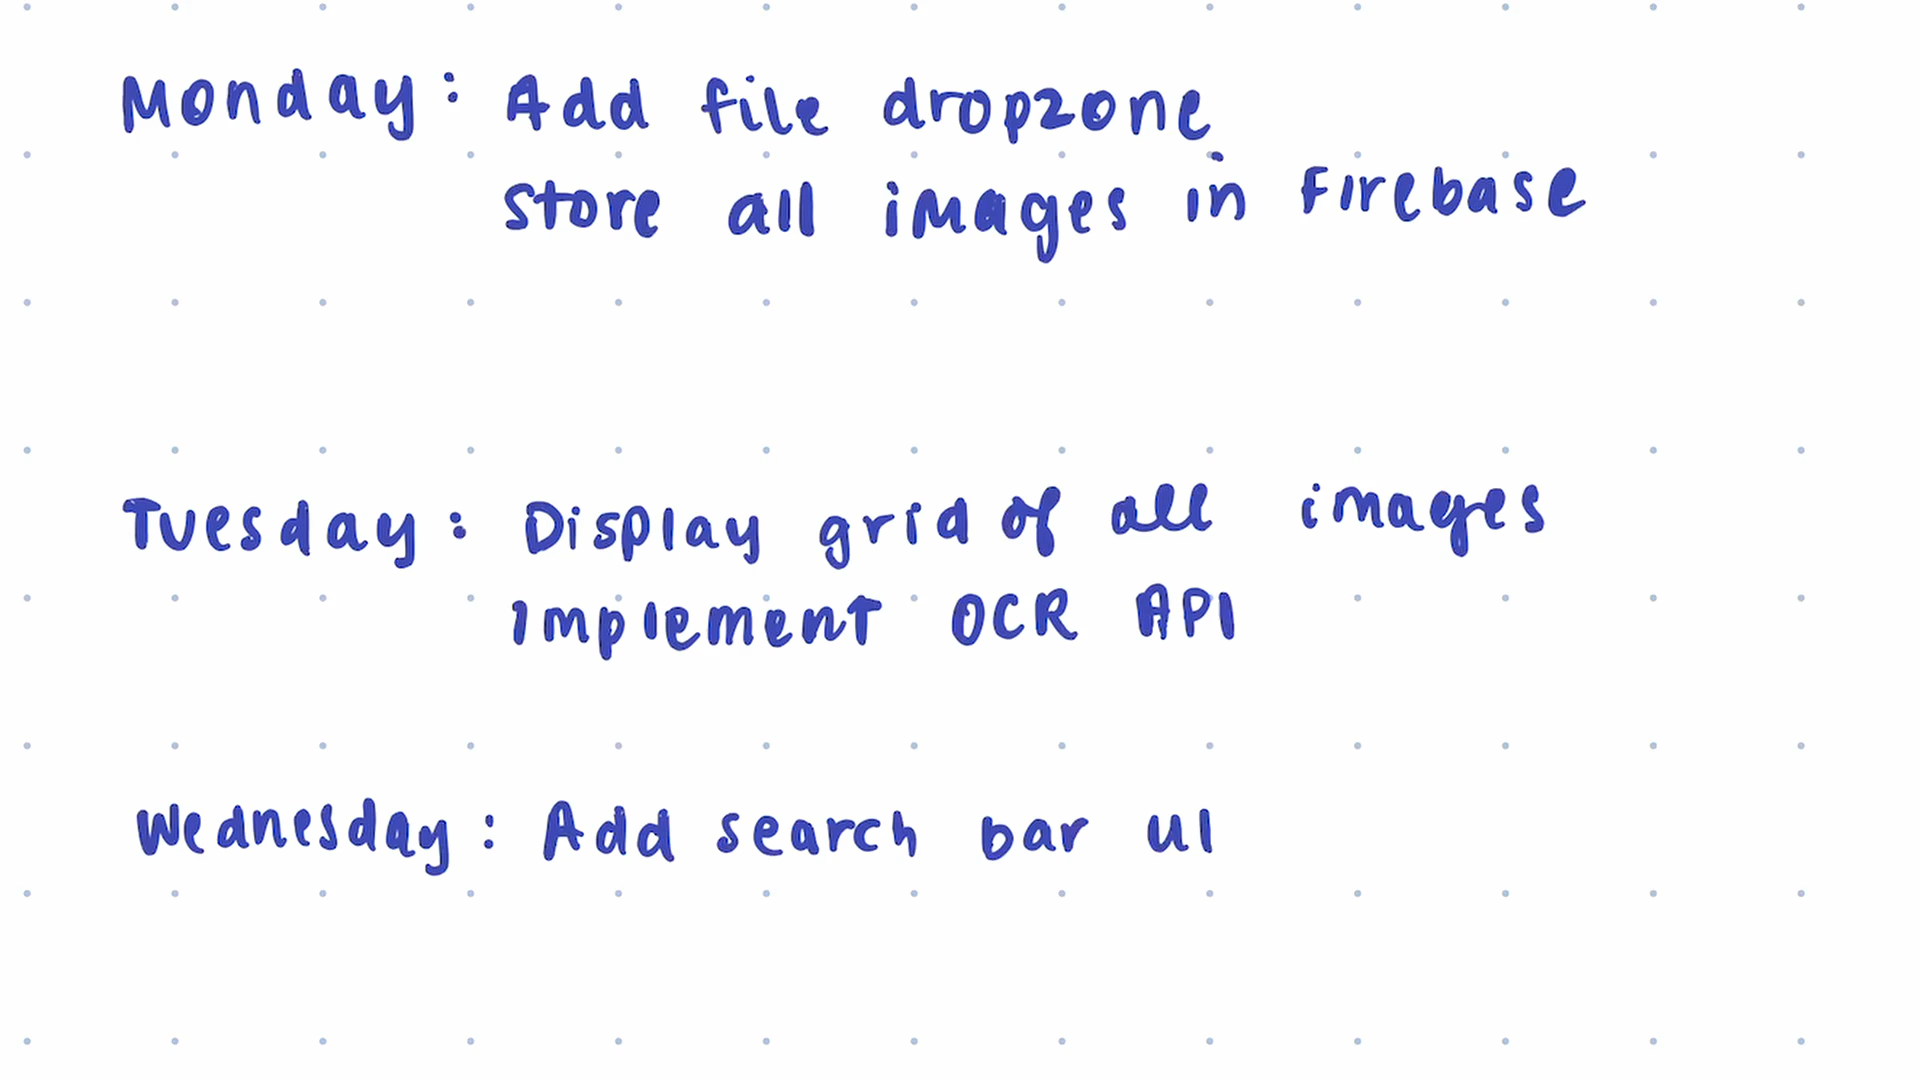 Monday: Add file dropzone
store all images in Firebase
Tuesday: Display grid of all images
Implement OCR API
Wednesday: Add search bar UI